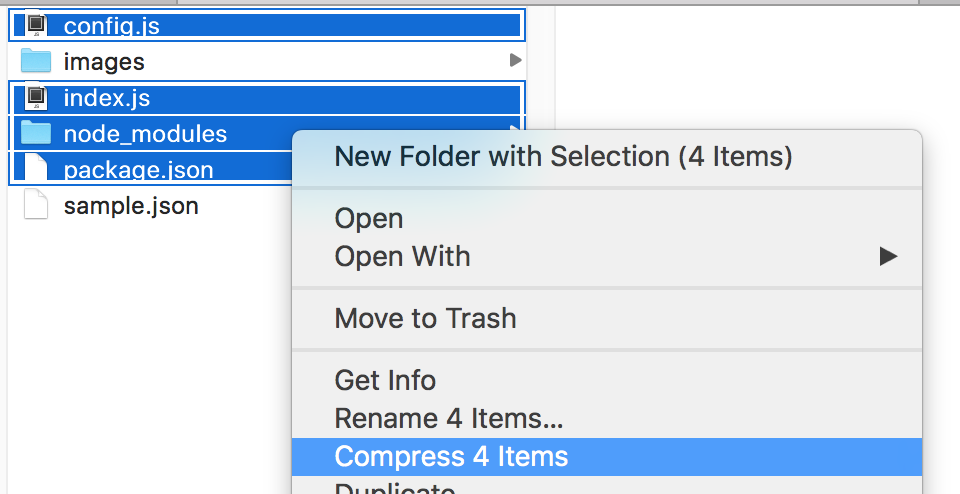 config.js
images
index.js
node_modules
package.json
sample.json
New Folder with Selection (4 Items)
Open
Open With
Move to Trash
Get Info
Rename 4 Items...
Compress 4 Items
Duplicate